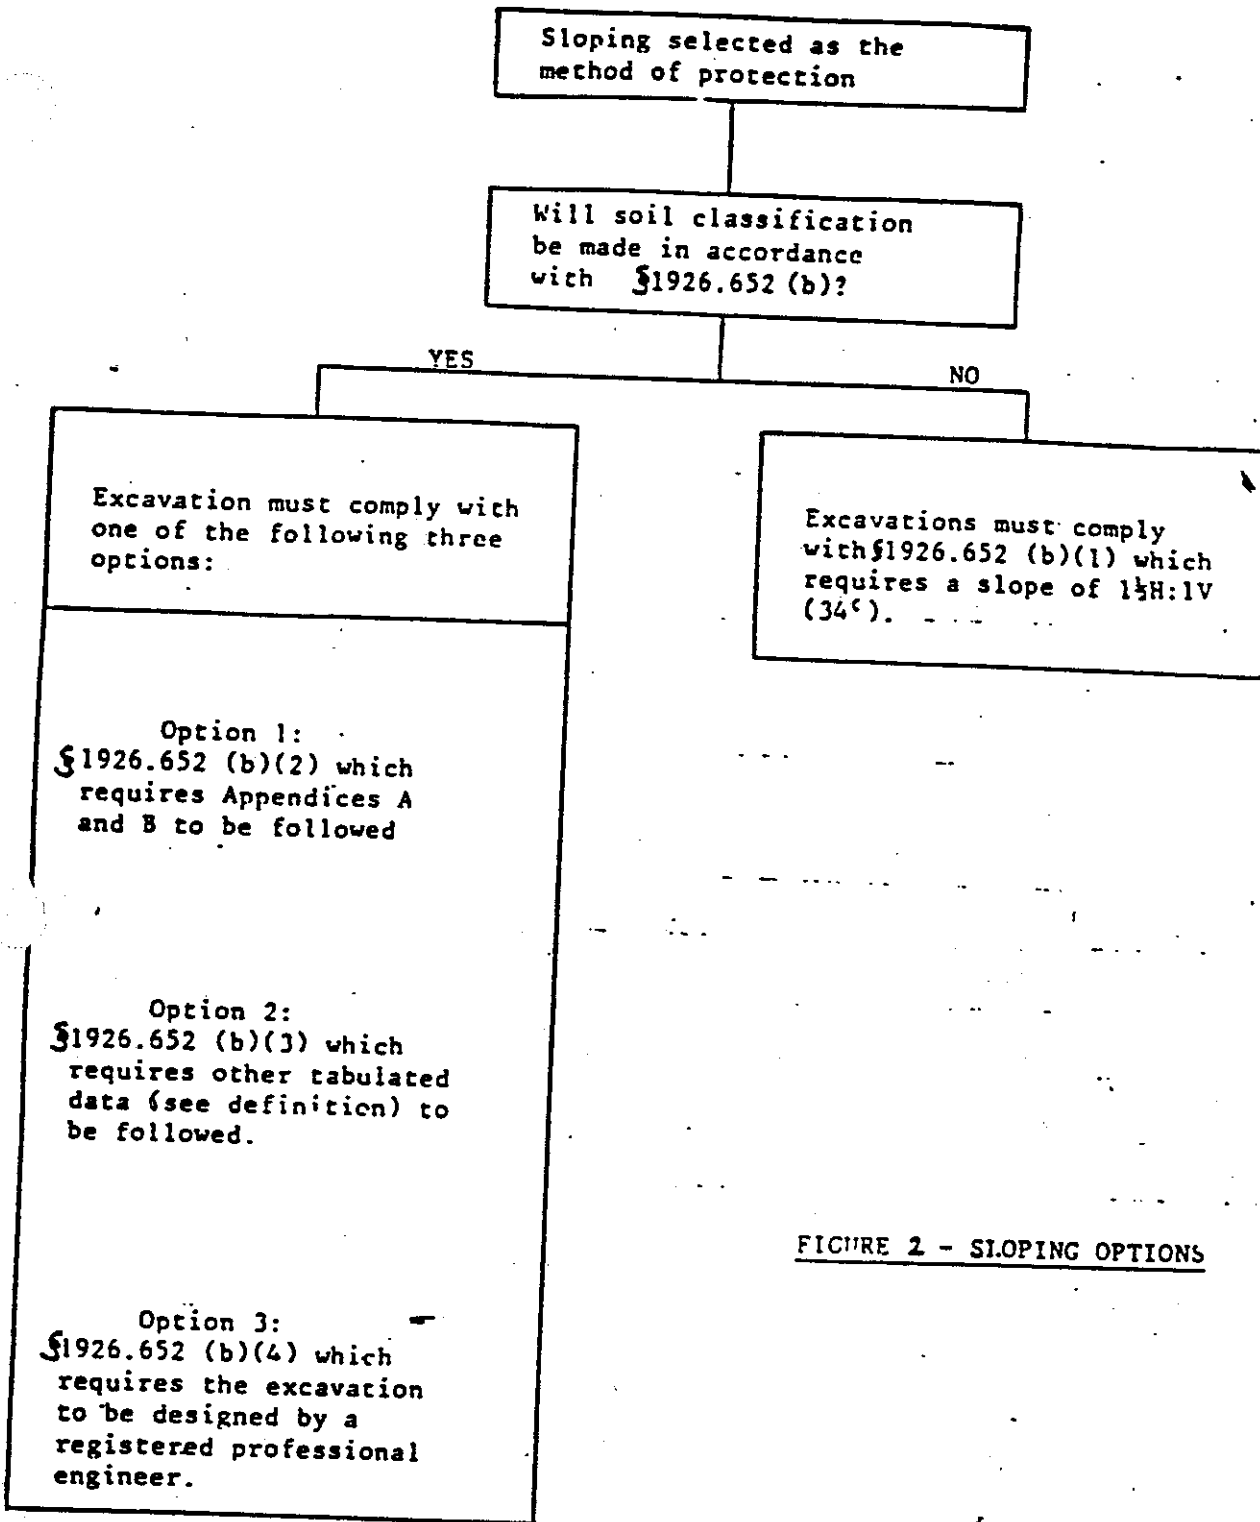 Sloping selected as the
method of protection
Will soil classification
be made in accordance
with §1926.652 (b)?
YES
NO
Excavation must comply with
one of the following three
options:
Excavations must comply
with §1926.652 (b)(1) which
requires a slope of 1½H:1V
(34°).
Option 1:
§1926.652 (b)(2) which
requires Appendices A
and B to be followed
Option 2:
§1926.652 (b)(3) which
requires other tabulated
data (see definition) to
be followed.
Option 3:
§1926.652 (b)(4) which
requires the excavation
to be designed by a
registered professional
engineer.
FIGURE 2 - SLOPING OPTIONS